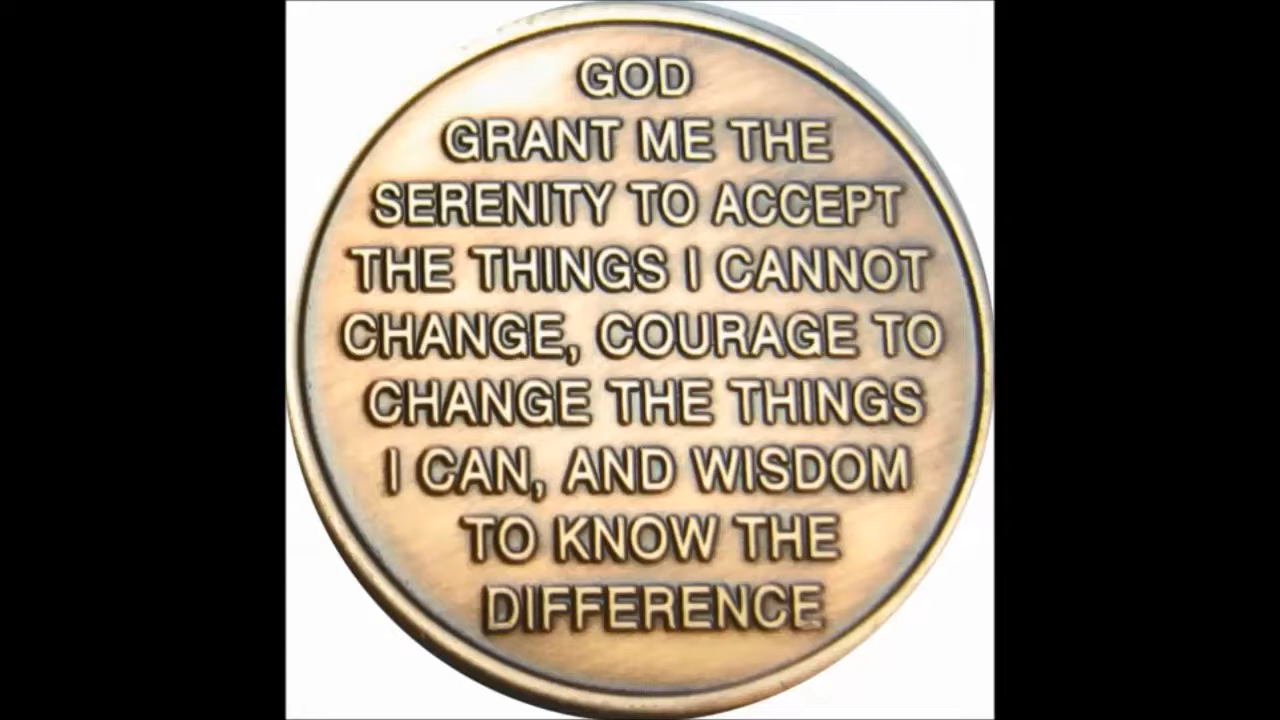 GOD
GRANT ME THE
SERENITY TO ACCEPT
THE THINGS I CANNOT
CHANGE, COURAGE TO
CHANGE THE THINGS
I CAN, AND WISDOM
TO KNOW THE
DIFFERENCE